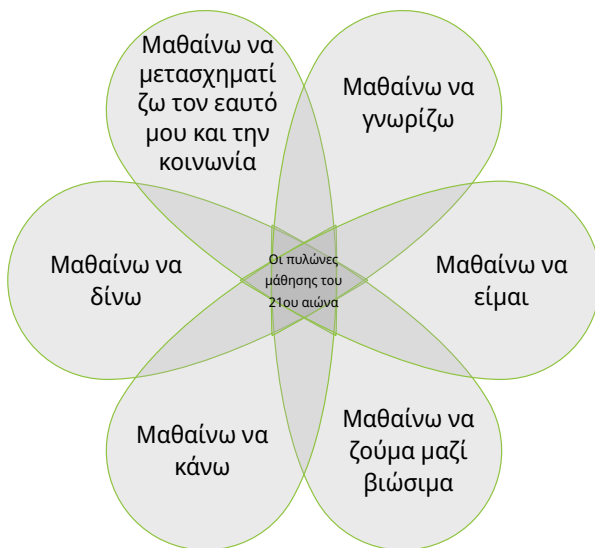 Μαθαίνω να
μετασχηματί
ζω τον εαυτό
μου και την
κοινωνία
Μαθαίνω να
γνωρίζω
Μαθαίνω να
δίνω
Οι πυλώνες
μάθησης του
21ου αιώνα
Μαθαίνω να
είμαι
Μαθαίνω να
κάνω
Μαθαίνω να
ζούμα μαζί
βιώσιμα